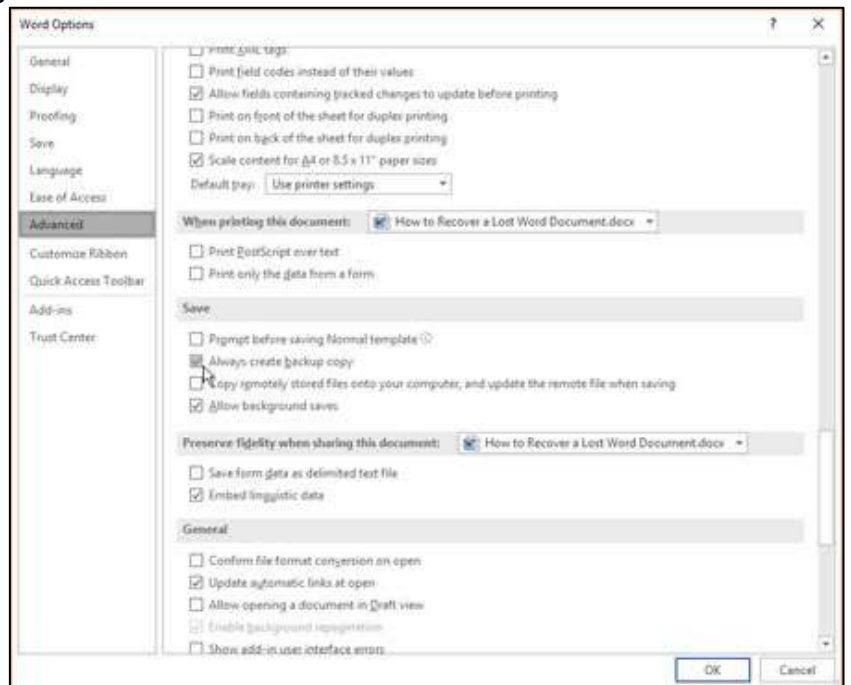 Word Options
General
Display
Proofing
Save
Language
Ease of Access
Advanced
Customize Ribbon
Quick Access Toolbar
Add-ins
Trust Center
Print XML tags
Print field codes instead of their values
Allow fields containing tracked changes to update before printing
Print on front of the sheet for duplex printing
Print on back of the sheet for duplex printing
Scale content for A4 or 8.5 x 11" paper sizes
Default tray: Use printer settings
When printing this document: How to Recover a Lost Word Document.docx
Print PostScript over text
Print only the data from a form
Save
Prompt before saving Normal template
Always create backup copy
Copy remotely stored files onto your computer, and update the remote file when saving
Allow background saves
Preserve fidelity when sharing this document: How to Recover a Lost Word Document.docx
Save form data as delimited text file
Embed linguistic data
General
Confirm file format conversion on open
Update automatic links at open
Allow opening a document in Draft view
Enable background repagination
Show add-in user interface errors
OK Cancel